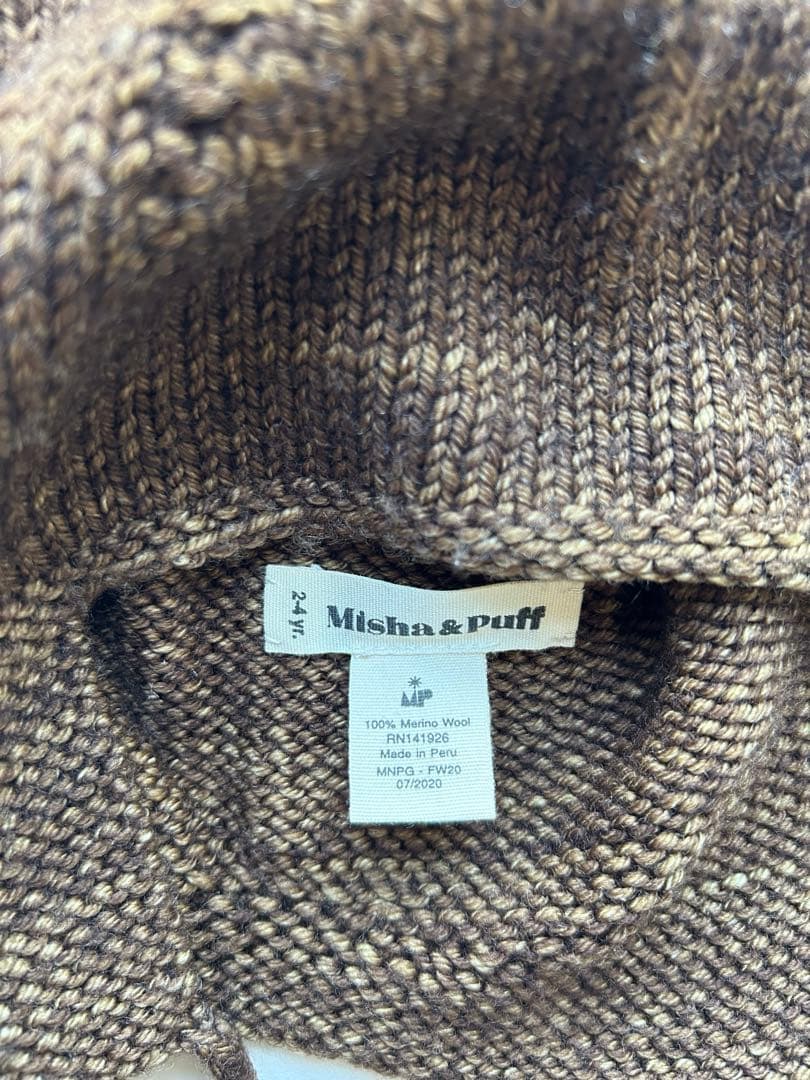 2-4 yr.
Misha & Puff
MP
100% Merino Wool
RN141926
Made in Peru
MNPG - FW20
07/2020